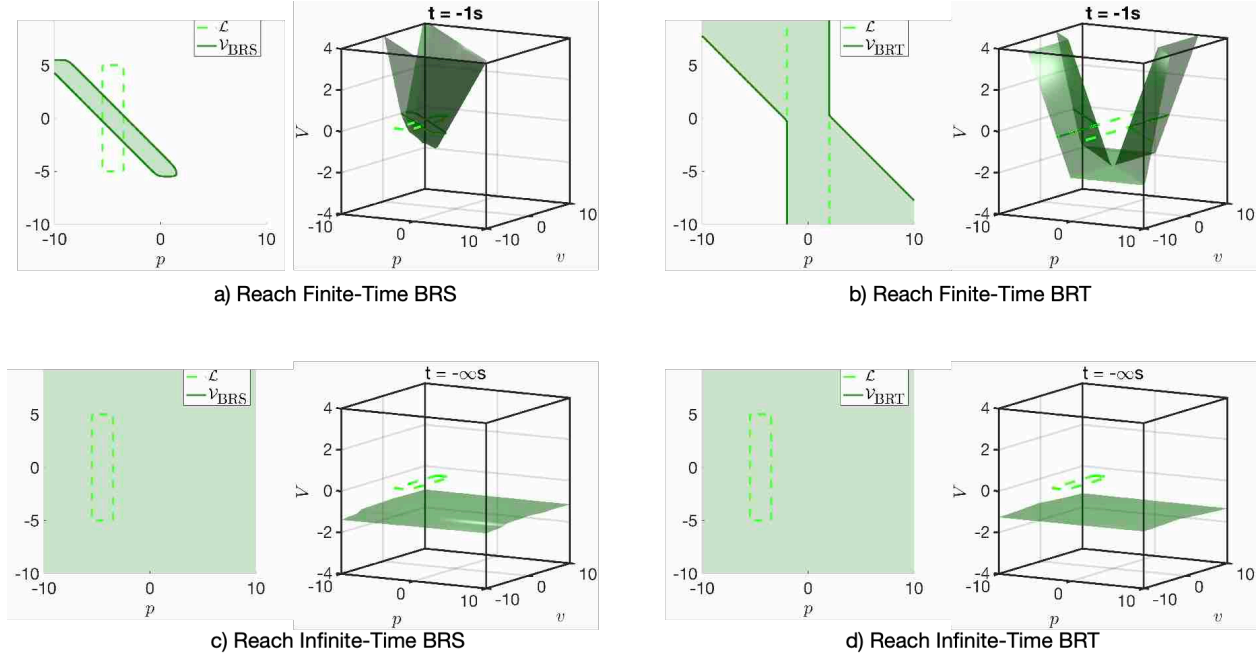 t = -1s
ℒ
𝒱BRS
5
0
-5
-10
-10
0
10
p
4
2
0
-2
-4
-10
0
10
-10
0
10
V
p
v
a) Reach Finite-Time BRS
t = -1s
ℒ
𝒱BRT
5
0
-5
-10
-10
0
10
p
4
2
0
-2
-4
-10
0
10
-10
0
10
V
p
v
b) Reach Finite-Time BRT
t = -∞s
ℒ
𝒱BRS
5
0
-5
-10
0
10
p
4
2
0
-2
-4
-10
0
10
-10
0
10
V
p
v
c) Reach Infinite-Time BRS
t = -∞s
ℒ
𝒱BRT
5
0
-5
-10
-10
0
10
p
4
2
0
-2
-4
-10
0
10
-10
0
10
V
p
v
d) Reach Infinite-Time BRT